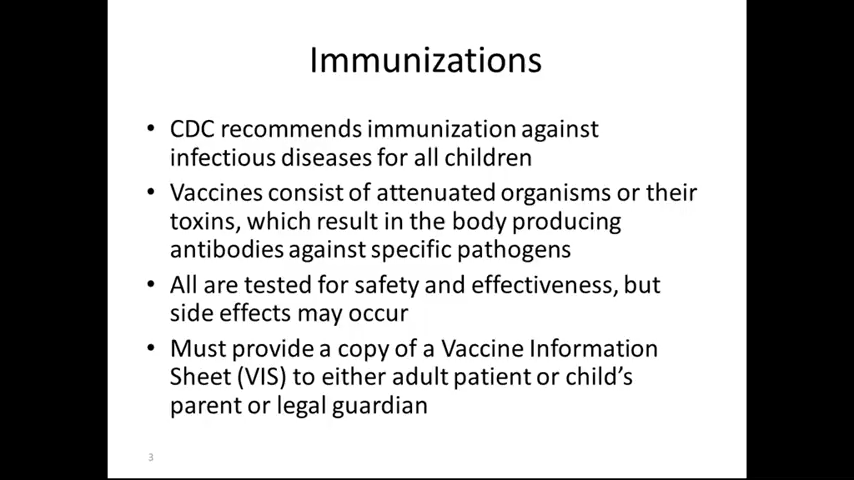 Immunizations
• CDC recommends immunization against
infectious diseases for all children
• Vaccines consist of attenuated organisms or their
toxins, which result in the body producing
antibodies against specific pathogens
• All are tested for safety and effectiveness, but
side effects may occur
• Must provide a copy of a Vaccine Information
Sheet (VIS) to either adult patient or child’s
parent or legal guardian
3